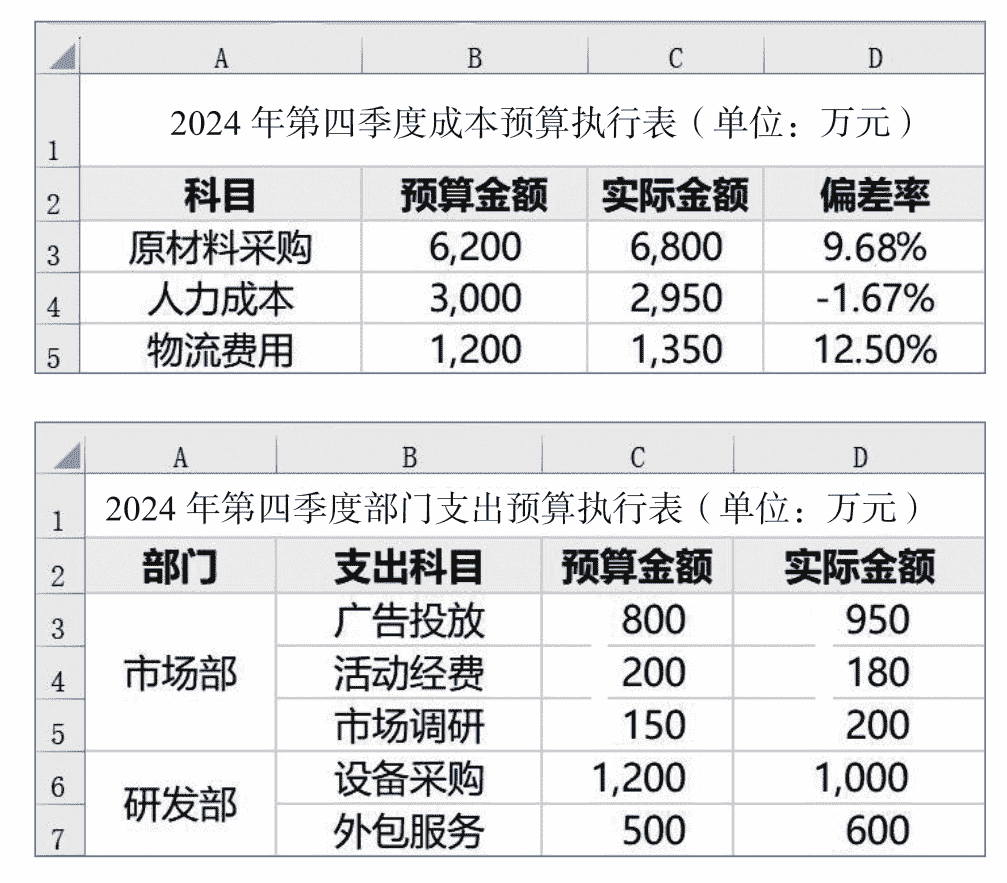 A B C D
1 2024 年第四季度成本预算执行表（单位：万元）
2 科目 预算金额 实际金额 偏差率
3 原材料采购 6,200 6,800 9.68%
4 人力成本 3,000 2,950 -1.67%
5 物流费用 1,200 1,350 12.50%
A B C D
1 2024 年第四季度部门支出预算执行表（单位：万元）
2 部门 支出科目 预算金额 实际金额
3 广告投放 800 950
4 市场部 活动经费 200 180
5 市场调研 150 200
6 研发部 设备采购 1,200 1,000
7 外包服务 500 600